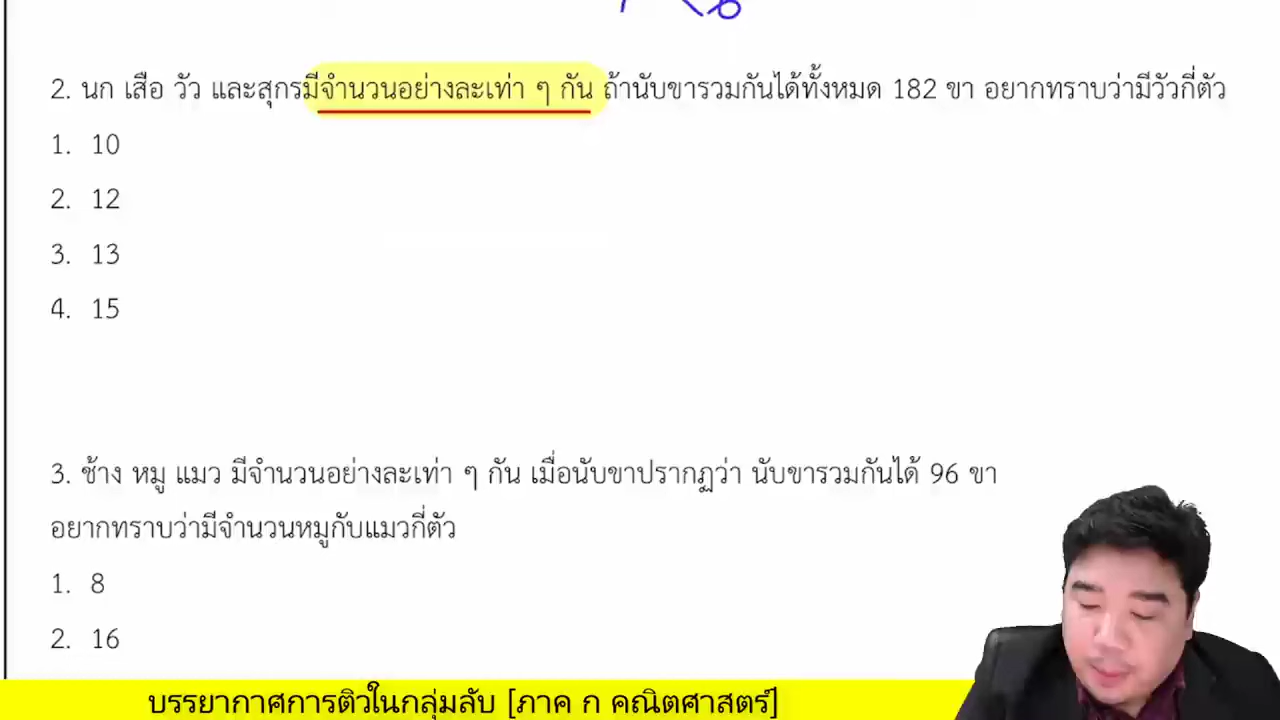 2. นก เสือ วัว และสุกรมีจำนวนอย่างละเท่า ๆ กัน ถ้านับขารวมกันได้ทั้งหมด 182 ขา อยากทราบว่ามีวัวกี่ตัว
1. 10
2. 12
3. 13
4. 15
3. ช้าง หมู แมว มีจำนวนอย่างละเท่า ๆ กัน เมื่อนับขาปรากฏว่า นับขารวมกันได้ 96 ขา
อยากทราบว่ามีจำนวนหมูกับแมวกี่ตัว
1. 8
2. 16
บรรยากาศการติวในกลุ่มลับ [ภาค ก คณิตศาสตร์]